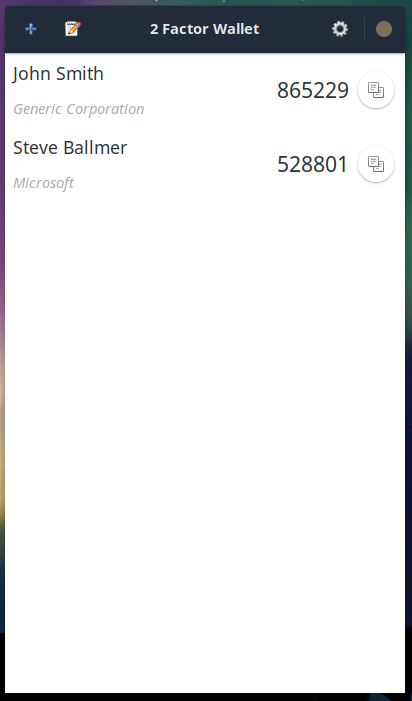 2 Factor Wallet
John Smith
865229
Generic Corporation
Steve Ballmer
528801
Microsoft